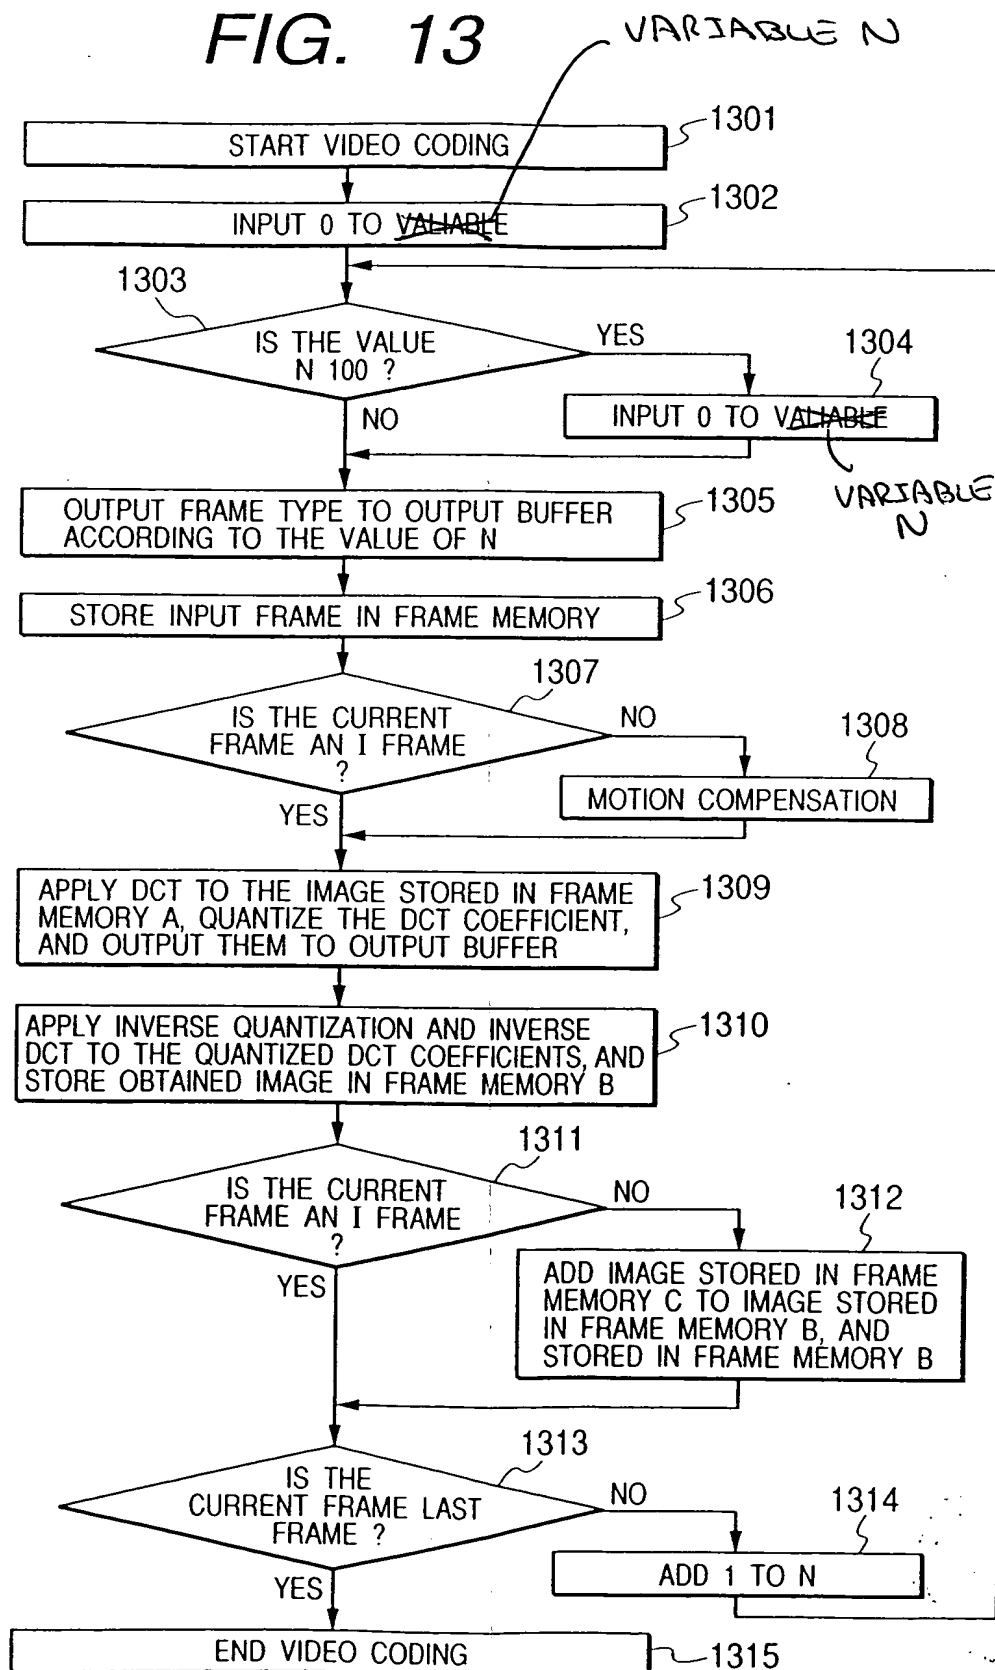 FIG. 13
VARIABLE N
1301
START VIDEO CODING
1302
INPUT 0 TO VALIABLE
1303
IS THE VALUE
N 100 ?
YES
NO
1304
INPUT 0 TO VALIABLE
VARIABLE
N
1305
OUTPUT FRAME TYPE TO OUTPUT BUFFER
ACCORDING TO THE VALUE OF N
1306
STORE INPUT FRAME IN FRAME MEMORY
1307
IS THE CURRENT
FRAME AN I FRAME
?
NO
YES
1308
MOTION COMPENSATION
1309
APPLY DCT TO THE IMAGE STORED IN FRAME
MEMORY A, QUANTIZE THE DCT COEFFICIENT,
AND OUTPUT THEM TO OUTPUT BUFFER
1310
APPLY INVERSE QUANTIZATION AND INVERSE
DCT TO THE QUANTIZED DCT COEFFICIENTS, AND
STORE OBTAINED IMAGE IN FRAME MEMORY B
1311
IS THE CURRENT
FRAME AN I FRAME
?
NO
YES
1312
ADD IMAGE STORED IN FRAME
MEMORY C TO IMAGE STORED
IN FRAME MEMORY B, AND
STORED IN FRAME MEMORY B
1313
IS THE
CURRENT FRAME LAST
FRAME ?
NO
YES
1314
ADD 1 TO N
END VIDEO CODING
1315